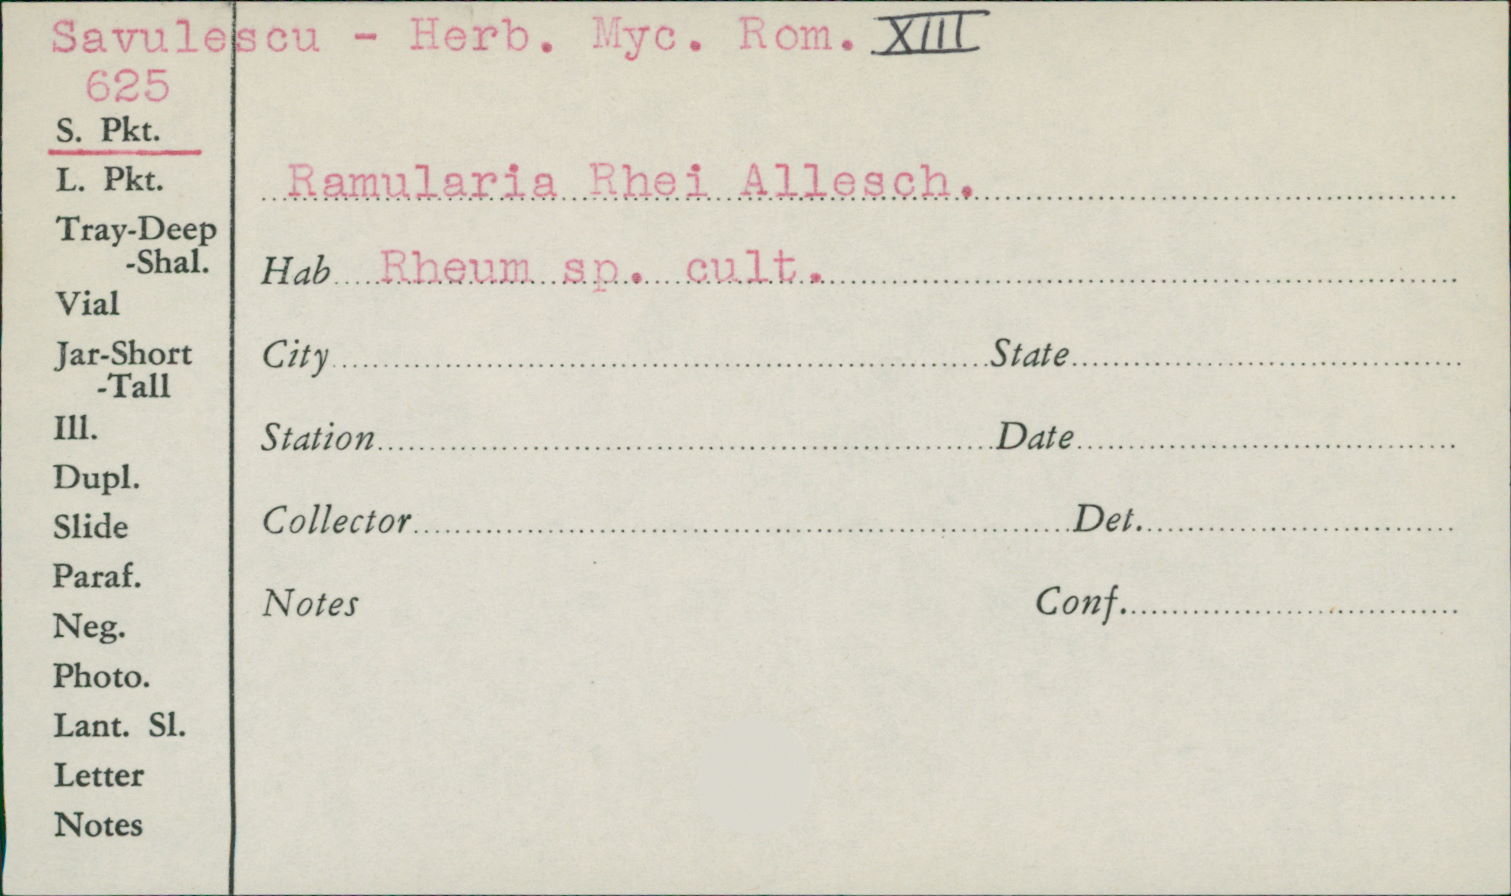 Savulescu - Herb. Myc. Rom. XIII
625
S. Pkt.
L. Pkt.
Tray-Deep
-Shal.
Vial
Jar-Short
-Tall
Ill.
Dupl.
Slide
Paraf.
Neg.
Photo.
Lant. Sl.
Letter
Notes
Ramularia Rhei Allesch.
Hab Rheum sp. cult.
City State
Station Date
Collector Det.
Notes Conf.